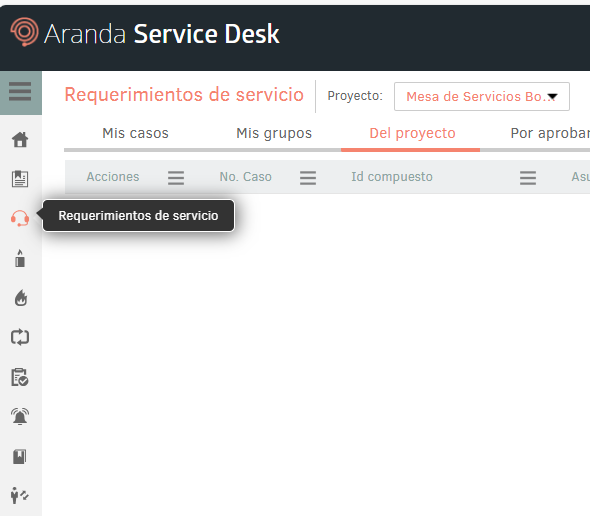 Aranda Service Desk
Requerimientos de servicio
Proyecto:
Mesa de Servicios Bo...
Mis casos
Mis grupos
Del proyecto
Por aprobar
Acciones
No. Caso
Id compuesto
Asu
Requerimientos de servicio